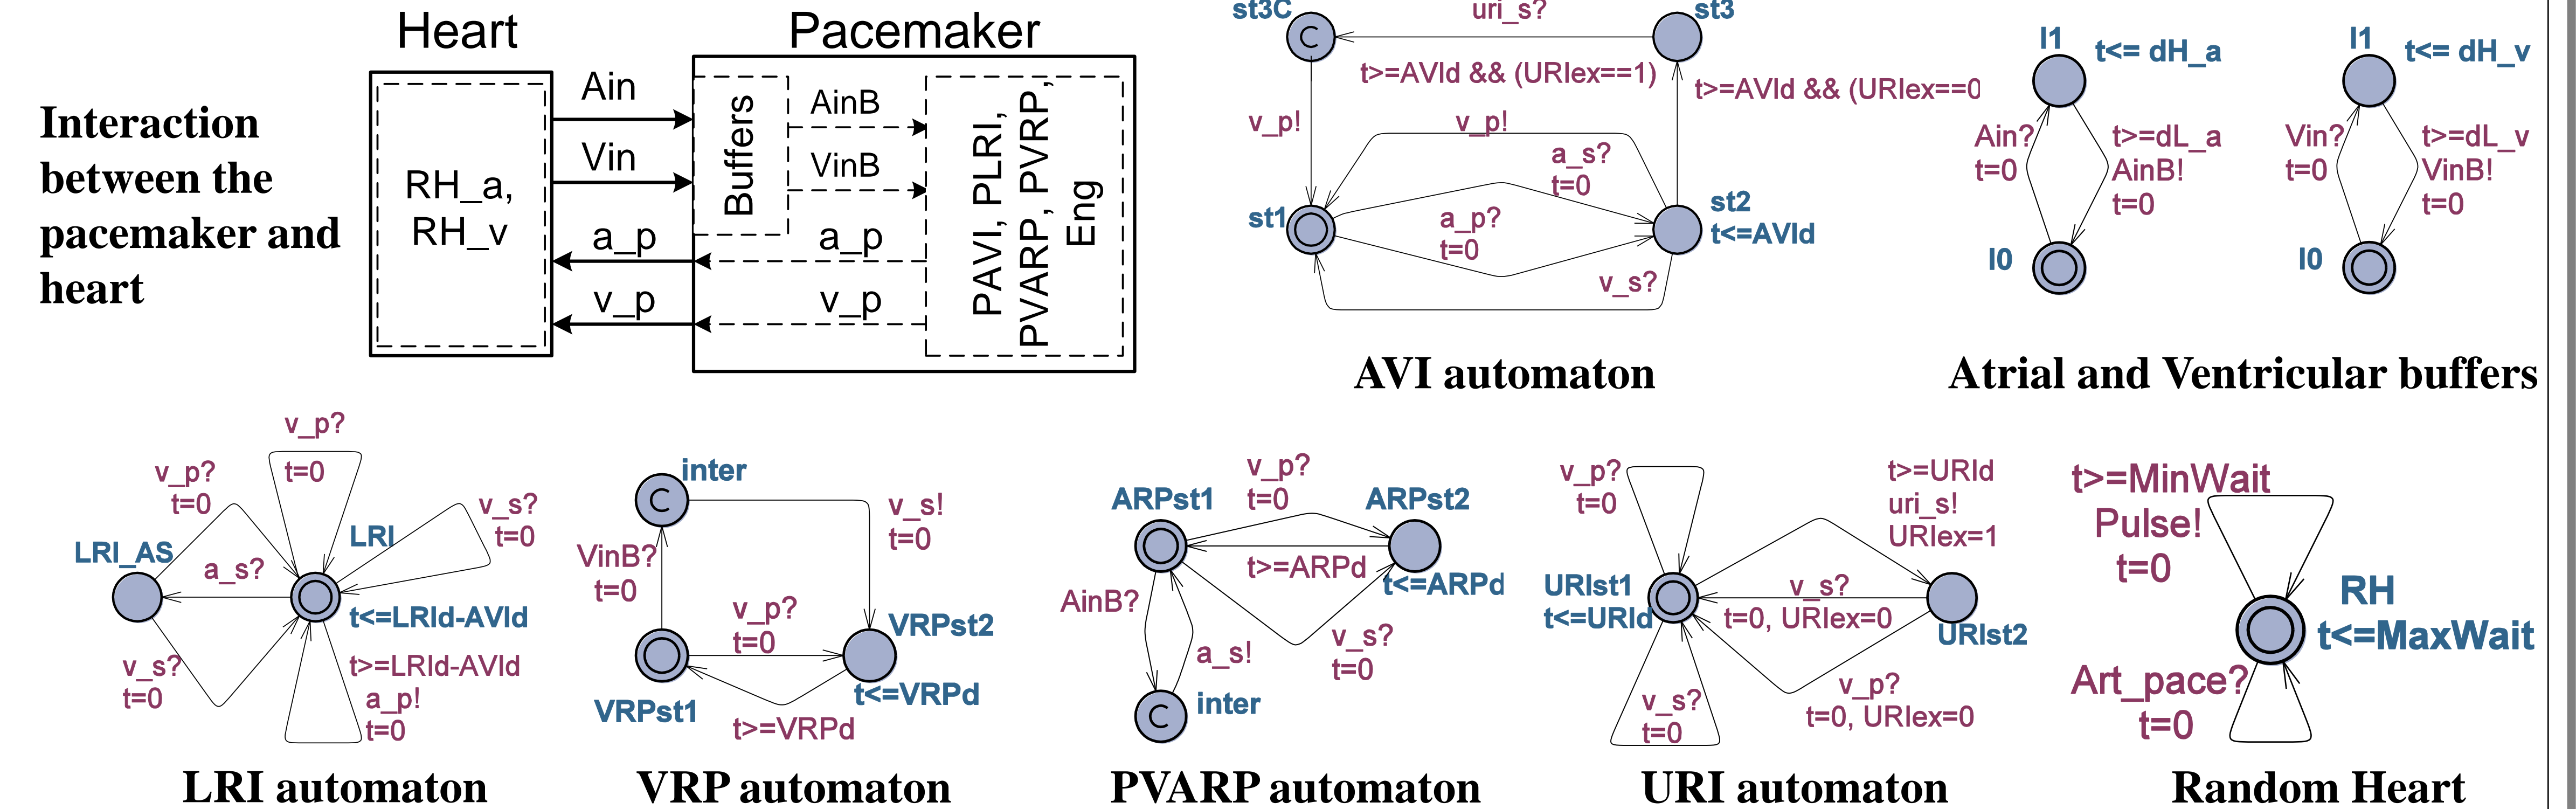 Interaction
between the
pacemaker and
heart
Heart
Pacemaker
RH_a,
RH_v
Ain
Vin
a_p
v_p
Buffers
AinB
VinB
a_p
v_p
PAVI, PLRI,
PVARP, PVRP,
Eng
st3C
uri_s?
st3
C
t>=AVId && (URIex==1)
t>=AVId && (URIex==0
v_p!
v_p!
a_s?
t=0
st1
a_p?
t=0
st2
t<=AVId
v_s?
AVI automaton
I1
t<= dH_a
Ain?
t=0
t>=dL_a
AinB!
t=0
I0
I1
t<= dH_v
Vin?
t=0
t>=dL_v
VinB!
t=0
I0
Atrial and Ventricular buffers
v_p?
t=0
v_p?
t=0
v_s?
t=0
LRI
LRI_AS
a_s?
t<=LRId-AVId
v_s?
t=0
t>=LRId-AVId
a_p!
t=0
LRI automaton
inter
C
v_s!
t=0
VinB?
t=0
v_p?
t=0
VRPst2
t<=VRPd
VRPst1
t>=VRPd
VRP automaton
v_p?
t=0
ARPst1
ARPst2
t>=ARPd
t<=ARPd
AinB?
a_s!
v_s?
t=0
C
inter
PVARP automaton
v_p?
t=0
t>=URId
uri_s!
URIex=1
URIst1
t<=URId
v_s?
t=0, URIex=0
URIst2
v_s?
t=0
v_p?
t=0, URIex=0
URI automaton
t>=MinWait
Pulse!
t=0
RH
t<=MaxWait
Art_pace?
t=0
Random Heart